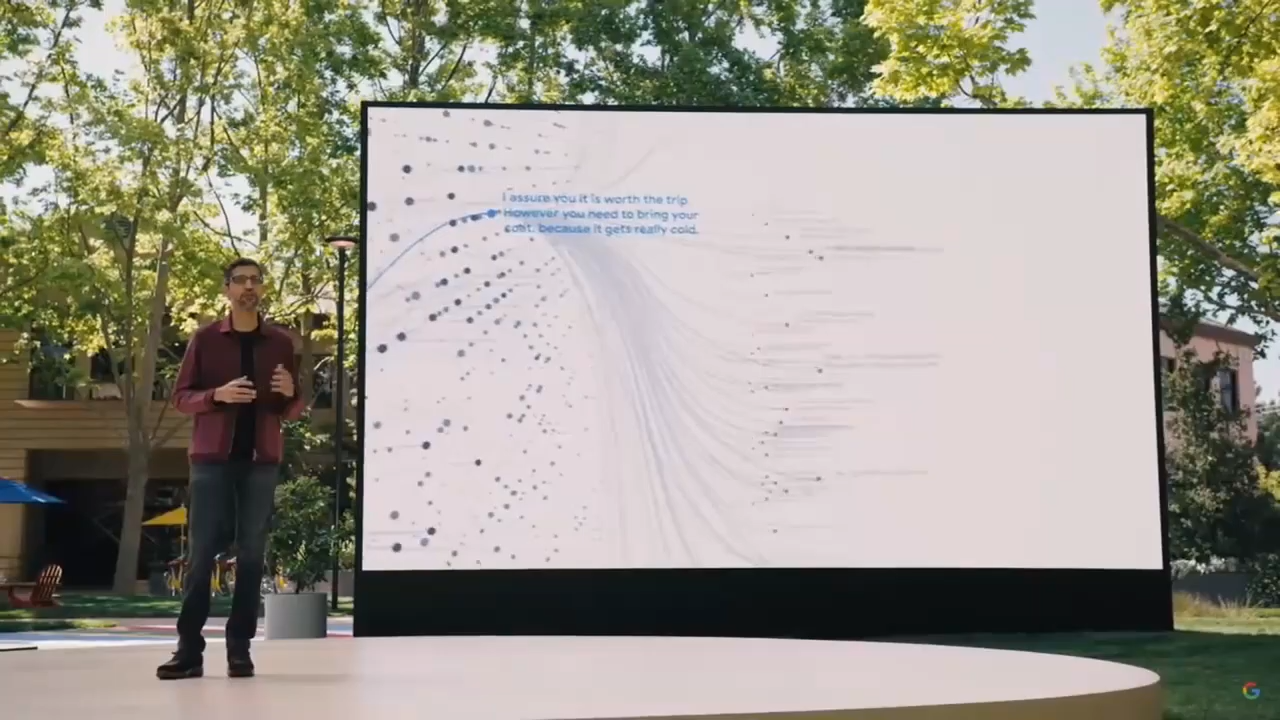 I assure you it is worth the trip
However you need to bring your
coat, because it gets really cold.